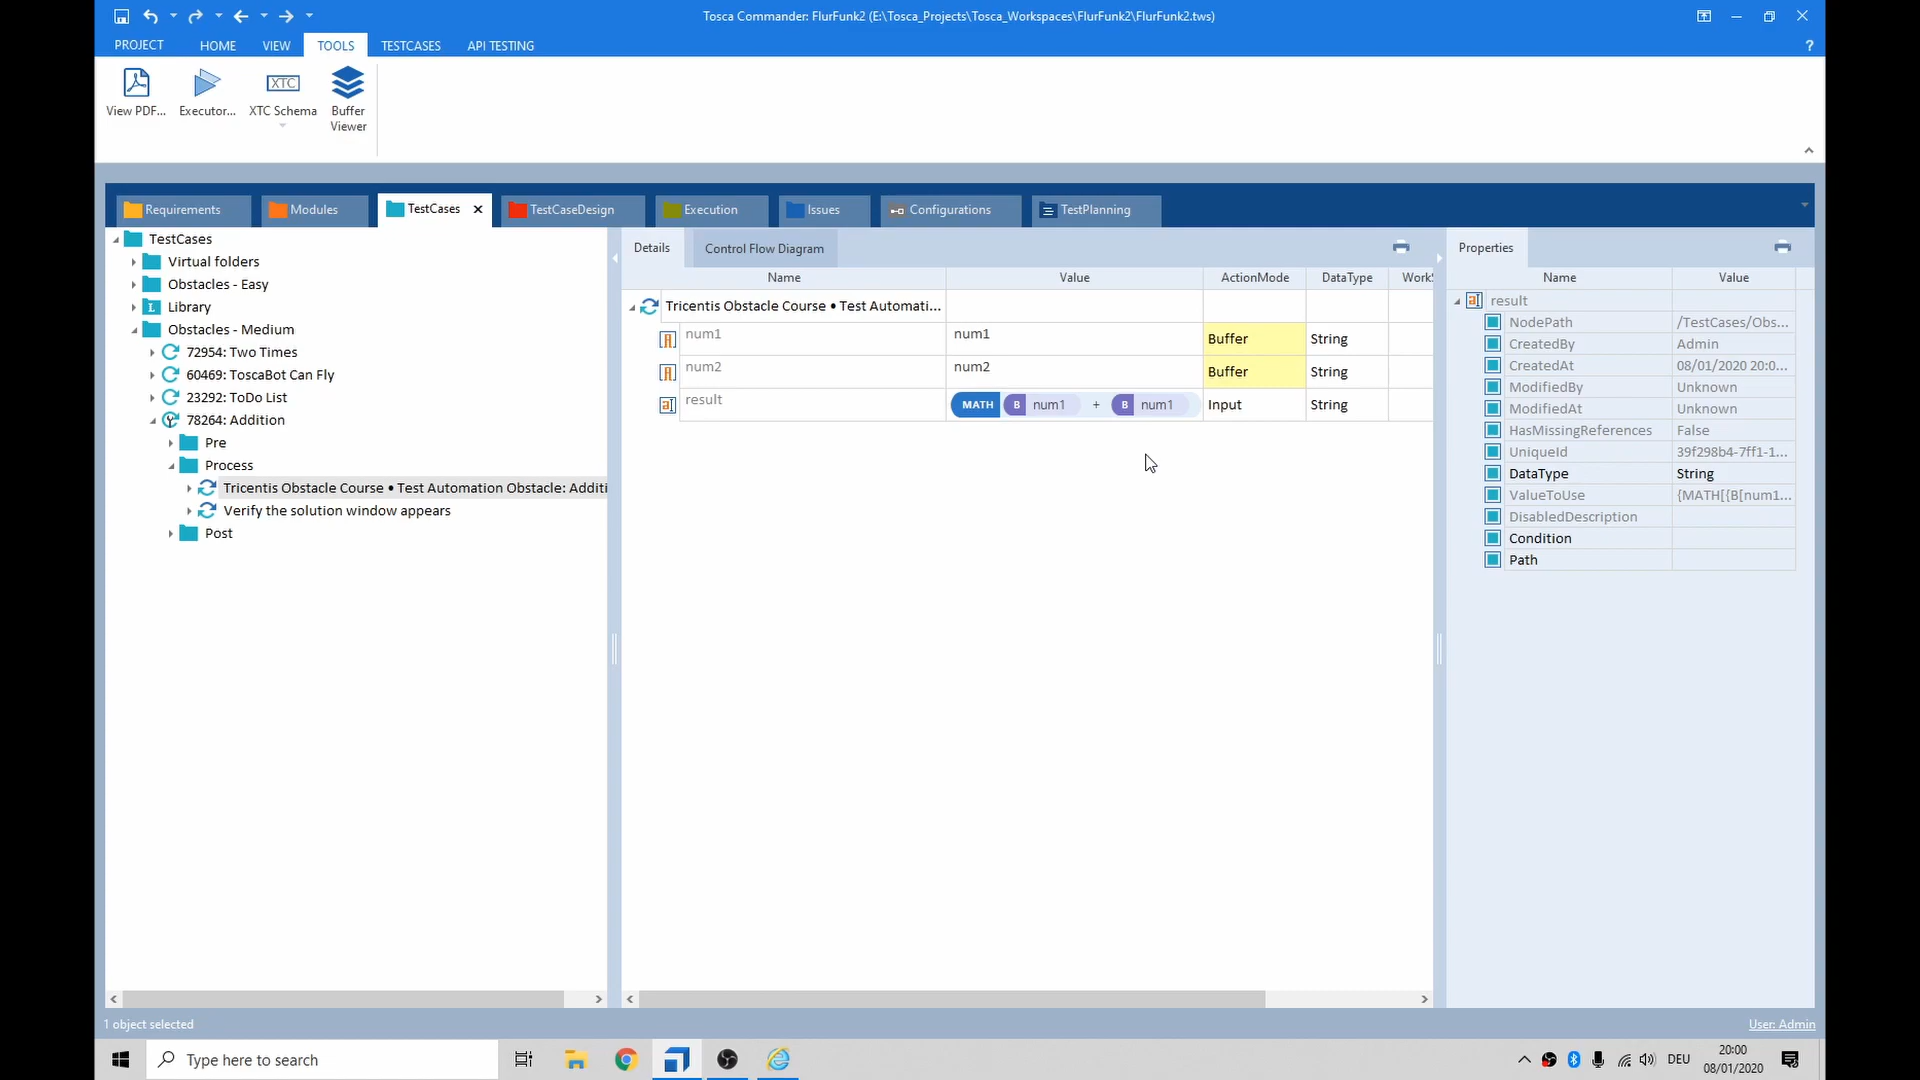 Tosca Commander: FlurFunk2 (E:\Tosca_Projects\Tosca_Workspaces\FlurFunk2\FlurFunk2.tws)
PROJECT HOME VIEW TOOLS TESTCASES API TESTING ?
View PDF... Executor... XTC XTC Schema Buffer Viewer
Requirements Modules TestCases TestCaseDesign Execution Issues Configurations TestPlanning
TestCases
Virtual folders
Obstacles - Easy
L Library
Obstacles - Medium
72954: Two Times
60469: ToscaBot Can Fly
23292: ToDo List
78264: Addition
Pre
Process
Tricentis Obstacle Course • Test Automation Obstacle: Additi
Verify the solution window appears
Post
Details Control Flow Diagram
Name Value ActionMode DataType WorkS
Tricentis Obstacle Course • Test Automati...
num1 num1 Buffer String
num2 num2 Buffer String
result MATH B num1 + B num1 Input String
Properties
Name Value
result
NodePath /TestCases/Obs...
CreatedBy Admin
CreatedAt 08/01/2020 20:0...
ModifiedBy Unknown
ModifiedAt Unknown
HasMissingReferences False
UniqueId 39f298b4-7ff1-1...
DataType String
ValueToUse {MATH[{B[num1...
DisabledDescription
Condition
Path
1 object selected User: Admin
Type here to search DEU 20:00
08/01/2020